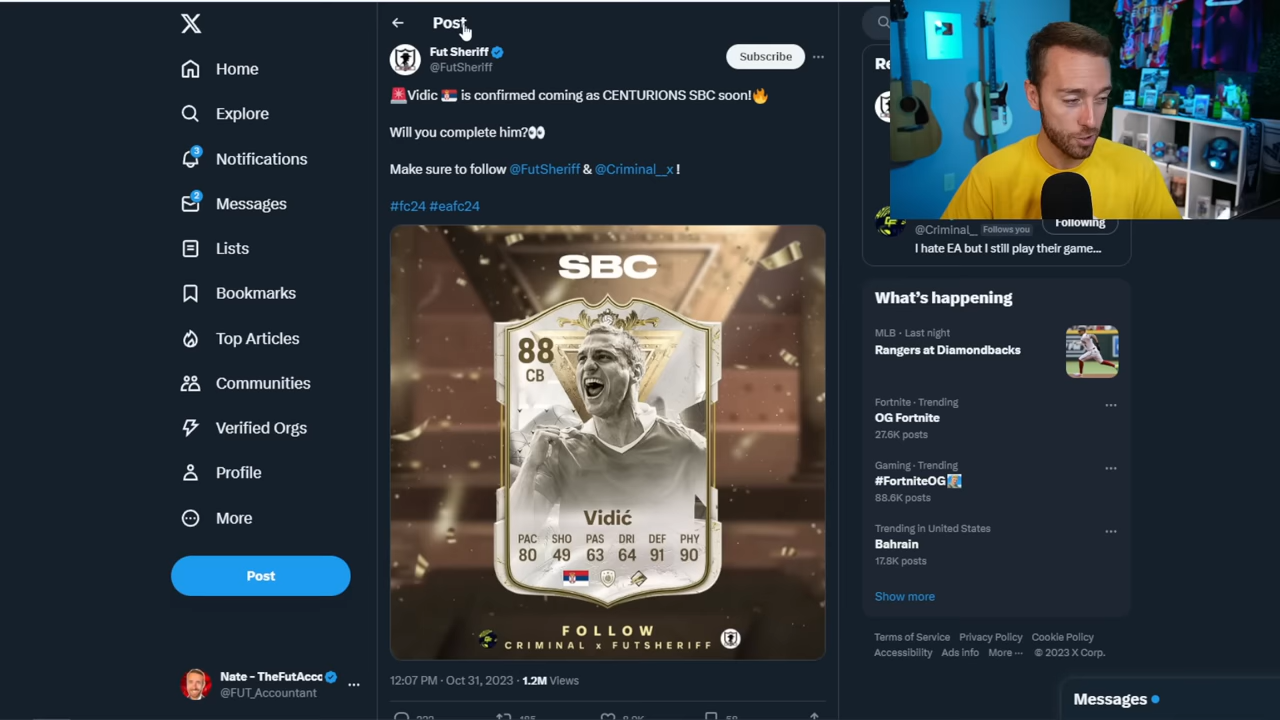 Home
Explore
3
Notifications
2
Messages
Lists
Bookmarks
Top Articles
Communities
Verified Orgs
Profile
More
Post
Nate - TheFutAcc
@FUT_Accountant
Post
Fut Sheriff
@FutSheriff
Subscribe
🚨Vidic 🇷🇸 is confirmed coming as CENTURIONS SBC soon!🔥
Will you complete him?👀
Make sure to follow @FutSheriff & @Criminal__x !
#fc24 #eafc24
SBC
88
CB
Vidić
PAC SHO PAS DRI DEF PHY
80 49 63 64 91 90
FOLLOW
CRIMINAL x FUTSHERIFF
12:07 PM · Oct 31, 2023 · 1.2M Views
Re
Following
@Criminal_ Follows you
I hate EA but I still play their game...
What's happening
MLB · Last night
Rangers at Diamondbacks
Fortnite · Trending
OG Fortnite
27.6K posts
Gaming · Trending
#FortniteOG
88.6K posts
Trending in United States
Bahrain
17.8K posts
Show more
Terms of Service Privacy Policy Cookie Policy
Accessibility Ads info More ··· © 2023 X Corp.
Messages